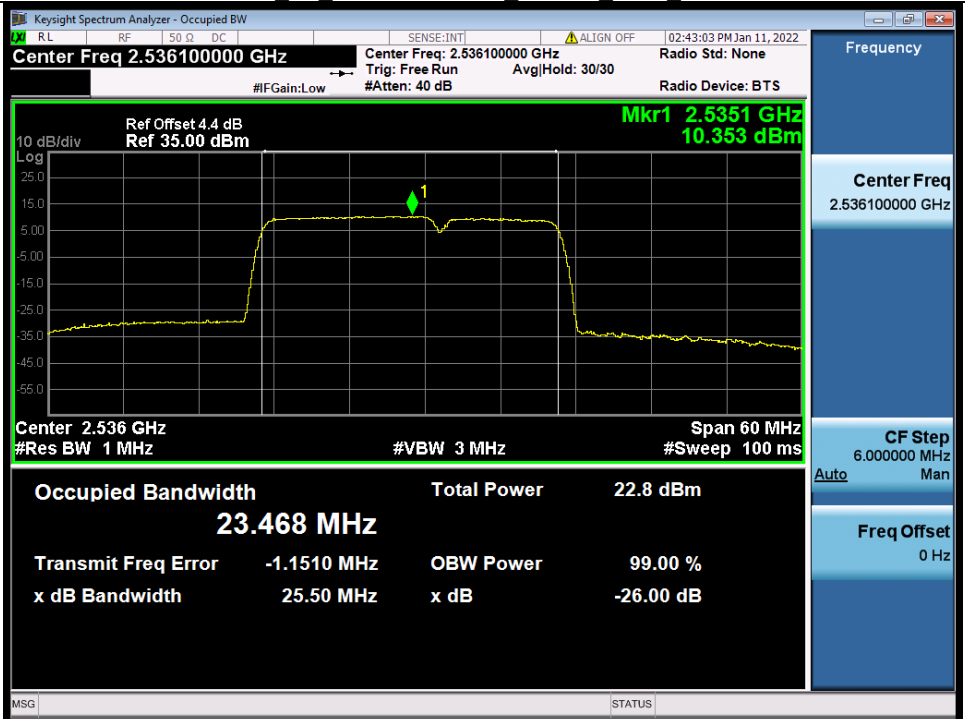 Keysight Spectrum Analyzer - Occupied BW
LXI RL RF 50 Ω DC SENSE:INT ALIGN OFF 02:43:03 PM Jan 11, 2022
Center Freq 2.536100000 GHz
#IFGain:Low
Center Freq: 2.536100000 GHz
Trig: Free Run Avg|Hold: 30/30
#Atten: 40 dB
Radio Std: None
Radio Device: BTS
Mkr1 2.5351 GHz
10.353 dBm
Ref Offset 4.4 dB
10 dB/div Ref 35.00 dBm
Log
25.0
15.0
1
5.00
-5.00
-15.0
-25.0
-35.0
-45.0
-55.0
Center 2.536 GHz Span 60 MHz
#Res BW 1 MHz #VBW 3 MHz #Sweep 100 ms
Occupied Bandwidth Total Power 22.8 dBm
23.468 MHz
Transmit Freq Error -1.1510 MHz OBW Power 99.00 %
x dB Bandwidth 25.50 MHz x dB -26.00 dB
Frequency
Center Freq
2.536100000 GHz
CF Step
6.000000 MHz
Auto Man
Freq Offset
0 Hz
MSG STATUS